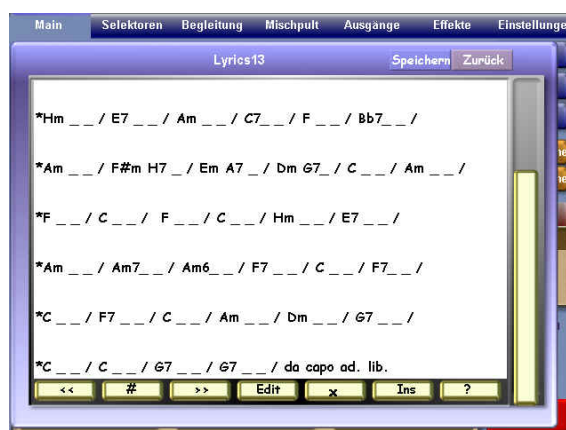 Main Selektoren Begleitung Mischpult Ausgänge Effekte Einstellunge
Lyrics13 Speichern Zurück
*Hm _ _ / E7 _ _ / Am _ _ / C7_ _ / F _ _ / Bb7_ _ /
*Am _ _ / F#m H7 _ / Em A7 _ / Dm G7_ / C _ _ / Am _ _ /
*F _ _ / C _ _ / F _ _ / C _ _ / Hm _ _ / E7 _ _ /
*Am _ _ / Am7_ _ / Am6_ _ / F7 _ _ / C _ _ / F7_ _ /
*C _ _ / F7 _ _ / C _ _ / Am _ _ / Dm _ _ / G7 _ _ /
*C _ _ / C _ _ / G7 _ _ / G7 _ _ / da capo ad. lib.
<< # >> Edit x Ins ?